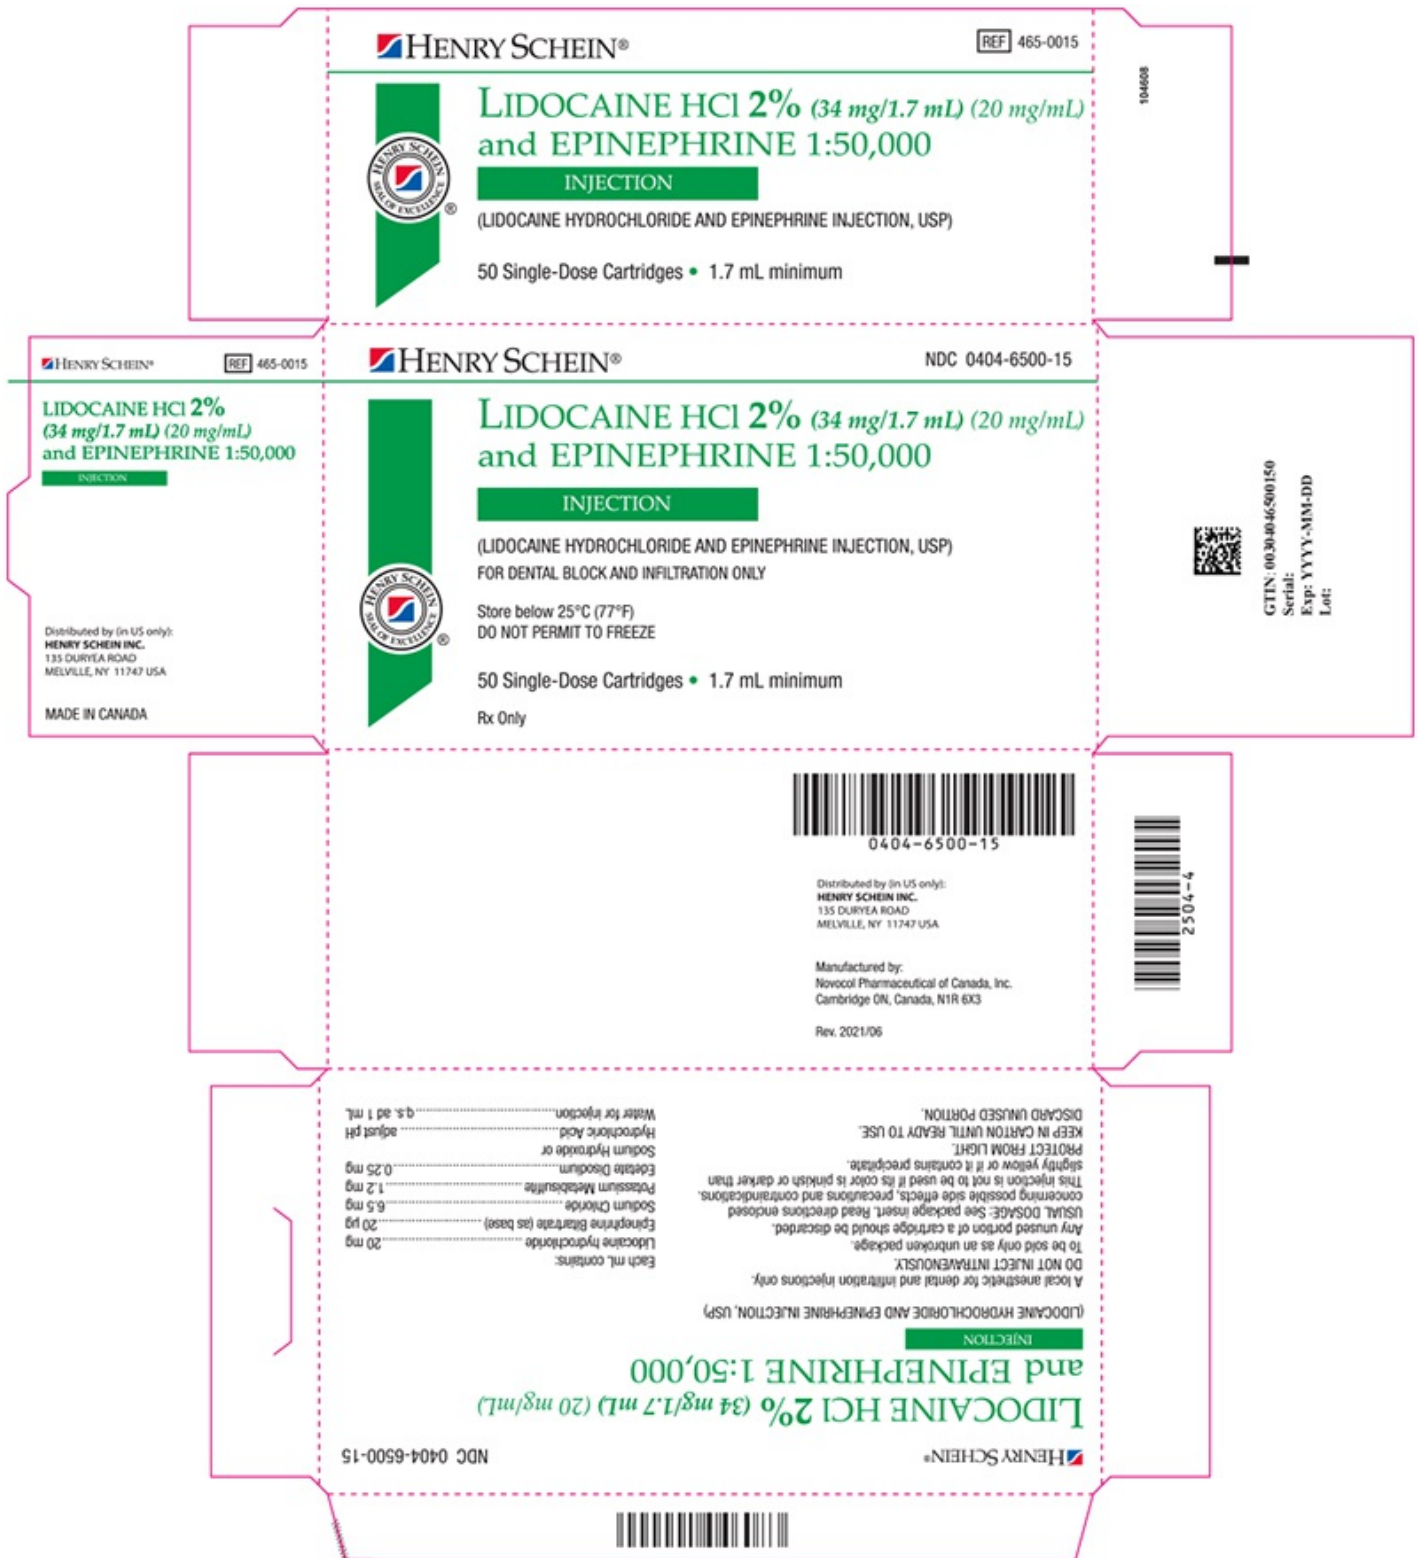 HENRY SCHEIN®
REF 465-0015
LIDOCAINE HCl 2% (34 mg/1.7 mL) (20 mg/mL)
and EPINEPHRINE 1:50,000
INJECTION
(LIDOCAINE HYDROCHLORIDE AND EPINEPHRINE INJECTION, USP)
50 Single-Dose Cartridges • 1.7 mL minimum
HENRY SCHEIN
SEAL OF EXCELLENCE
®
104608
HENRY SCHEIN®
REF 465-0015
LIDOCAINE HCl 2%
(34 mg/1.7 mL) (20 mg/mL)
and EPINEPHRINE 1:50,000
INJECTION
Distributed by (in US only):
HENRY SCHEIN INC.
135 DURYEA ROAD
MELVILLE, NY 11747 USA
MADE IN CANADA
HENRY SCHEIN®
NDC 0404-6500-15
LIDOCAINE HCl 2% (34 mg/1.7 mL) (20 mg/mL)
and EPINEPHRINE 1:50,000
INJECTION
(LIDOCAINE HYDROCHLORIDE AND EPINEPHRINE INJECTION, USP)
FOR DENTAL BLOCK AND INFILTRATION ONLY
Store below 25°C (77°F)
DO NOT PERMIT TO FREEZE
50 Single-Dose Cartridges • 1.7 mL minimum
Rx Only
HENRY SCHEIN
SEAL OF EXCELLENCE
®
GTIN: 00304046500150
Serial:
Exp: YYYY-MM-DD
Lot:
0404-6500-15
Distributed by (in US only):
HENRY SCHEIN INC.
135 DURYEA ROAD
MELVILLE, NY 11747 USA
Manufactured by:
Novocol Pharmaceutical of Canada, Inc.
Cambridge ON, Canada, N1R 6X3
Rev. 2021/06
2504-4
HENRY SCHEIN®
NDC 0404-6500-15
LIDOCAINE HCl 2% (34 mg/1.7 mL) (20 mg/mL)
and EPINEPHRINE 1:50,000
INJECTION
(LIDOCAINE HYDROCHLORIDE AND EPINEPHRINE INJECTION, USP)
A local anesthetic for dental and infiltration injections only.
DO NOT INJECT INTRAVENOUSLY.
To be sold only as an unbroken package.
Any unused portion of a cartridge should be discarded.
USUAL DOSAGE: See package insert. Read directions enclosed
concerning possible side effects, precautions and contraindications.
This injection is not to be used if its color is pinkish or darker than
slightly yellow or if it contains precipitate.
PROTECT FROM LIGHT.
KEEP IN CARTON UNTIL READY TO USE.
DISCARD UNUSED PORTION.
Each mL contains:
Lidocaine hydrochloride 20 mg
Epinephrine Bitartrate (as base) 20 µg
Sodium Chloride 6.5 mg
Potassium Metabisulfite 1.2 mg
Edetate Disodium 0.25 mg
Sodium Hydroxide or
Hydrochloric Acid adjust pH
Water for injection q.s. ad 1 mL